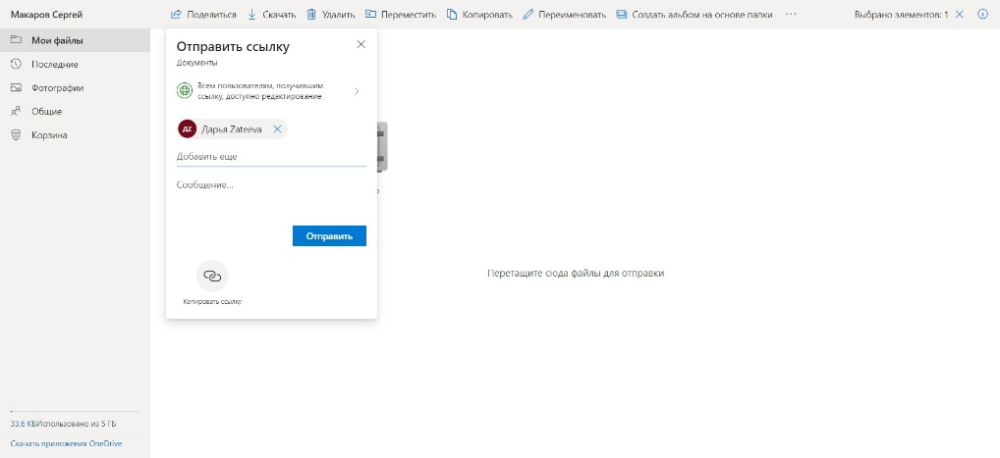 Макаров Сергей
Поделиться Скачать Удалить Переместить Копировать Переименовать Создать альбом на основе папки ··· Выбрано элементов: 1
Мои файлы
Последние
Фотографии
Общие
Корзина
Отправить ссылку
Документы
Всем пользователям, получившим
ссылку, доступно редактирование
ДZ Дарья Zateeva
Добавить еще
Сообщение...
Отправить
Копировать ссылку
Перетащите сюда файлы для отправки
33,6 КБИспользовано из 5 ГБ
Скачать приложения OneDrive